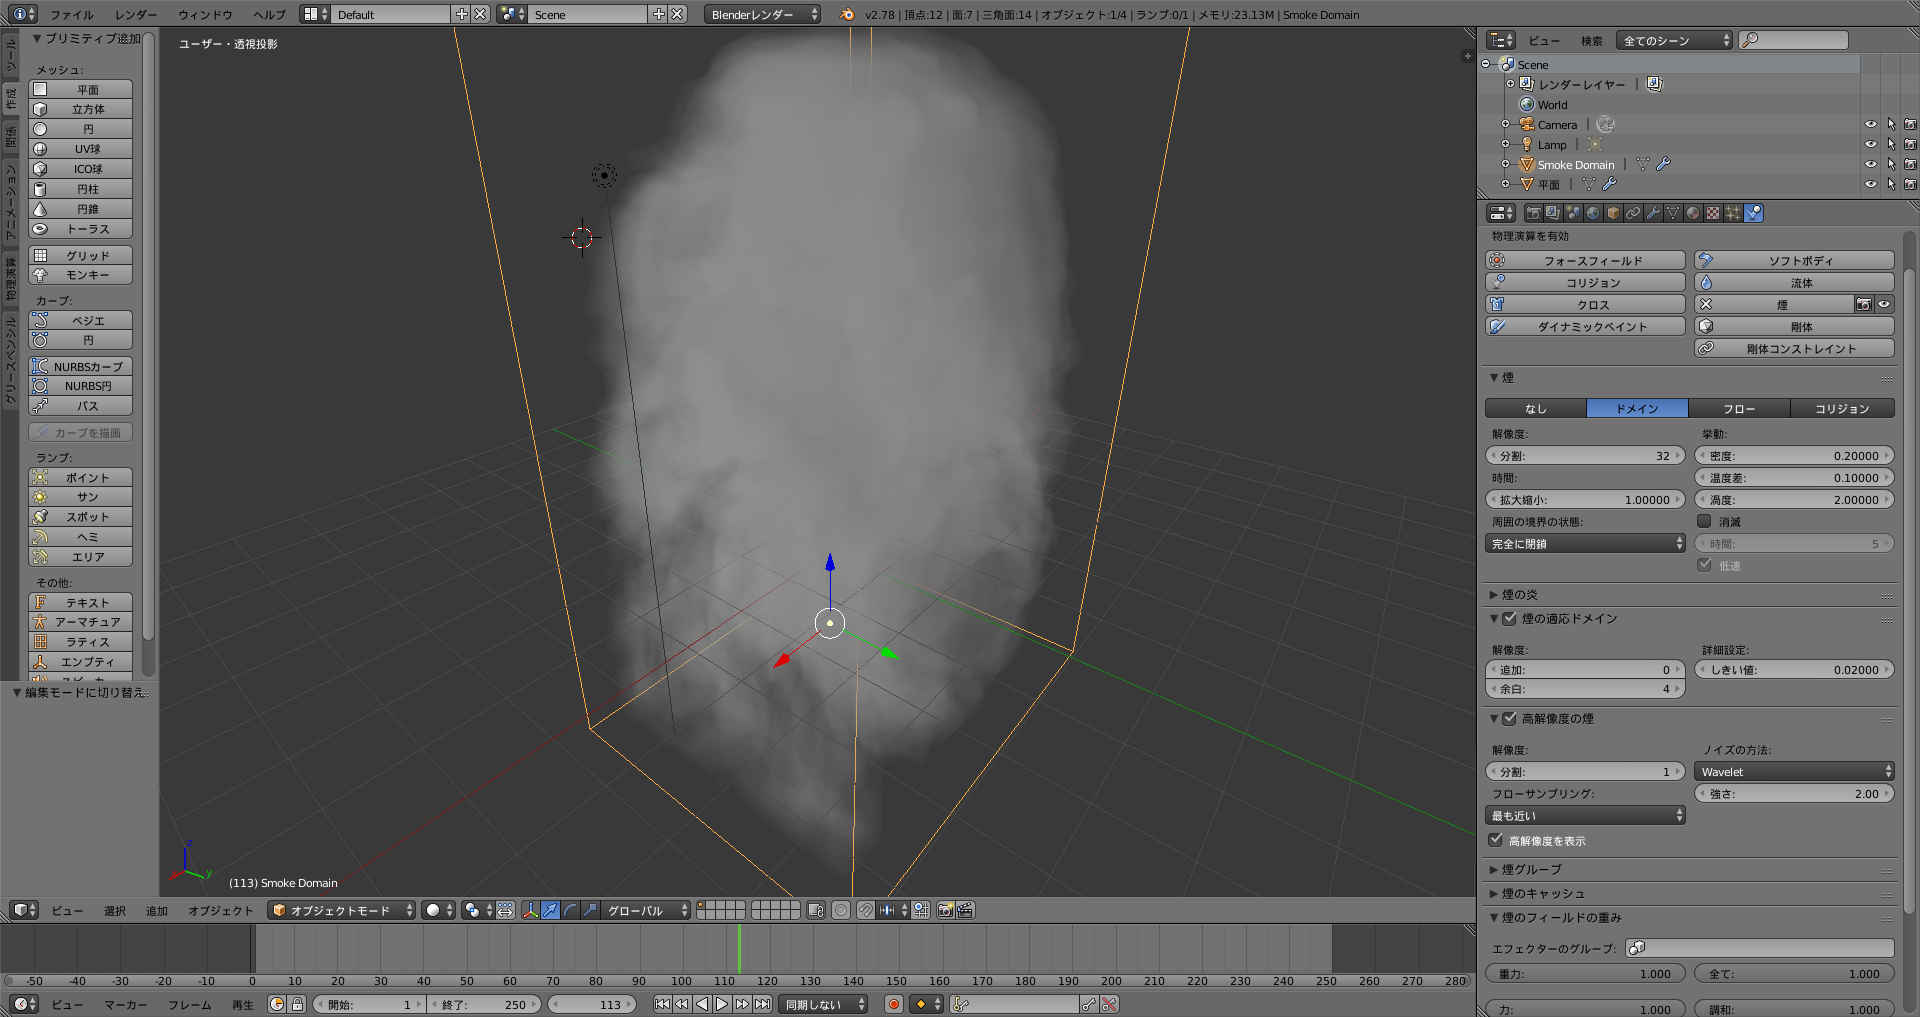 ファイル レンダー ウィンドウ ヘルプ Default Scene Blenderレンダー v2.78 | 頂点:12 | 面:7 | 三角面:14 | オブジェクト:1/4 | ランプ:0/1 | メモリ:23.13M | Smoke Domain
ツール
作成
関係
アニメーション
物理演算
グリースペンシル
プリミティブ追加
メッシュ:
平面
立方体
円
UV球
ICO球
円柱
円錐
トーラス
グリッド
モンキー
カーブ:
ベジエ
円
NURBSカーブ
NURBS円
パス
カーブを描画
ランプ:
ポイント
サン
スポット
ヘミ
エリア
その他:
テキスト
アーマチュア
ラティス
エンプティ
スピーカー
編集モードに切り替え
ユーザー・透視投影
z
y
(113) Smoke Domain
ビュー 選択 追加 オブジェクト オブジェクトモード グローバル
-50 -40 -30 -20 -10 0 10 20 30 40 50 60 70 80 90 100 110 120 130 140 150 160 170 180 190 200 210 220 230 240 250 260 270 280
ビュー マーカー フレーム 再生 開始: 1 終了: 250 113 同期しない
ビュー 検索 全てのシーン
Scene
レンダーレイヤー
World
Camera
Lamp
Smoke Domain
平面
物理演算を有効
フォースフィールド ソフトボディ
コリジョン 流体
クロス 煙
ダイナミックペイント 剛体
剛体コンストレイント
煙
なし ドメイン フロー コリジョン
解像度: 挙動:
分割: 32 密度: 0.20000
時間: 温度差: 0.10000
拡大縮小: 1.00000 渦度: 2.00000
周囲の境界の状態: 消滅
完全に閉鎖 時間: 5
低速
煙の炎
煙の適応ドメイン
解像度: 詳細設定:
追加: 0 しきい値: 0.02000
余白: 4
高解像度の煙
解像度: ノイズの方法:
分割: 1 Wavelet
フローサンプリング: 強さ: 2.00
最も近い
高解像度を表示
煙グループ
煙のキャッシュ
煙のフィールドの重み
エフェクターのグループ:
重力: 1.000 全て: 1.000
力: 1.000 調和: 1.000